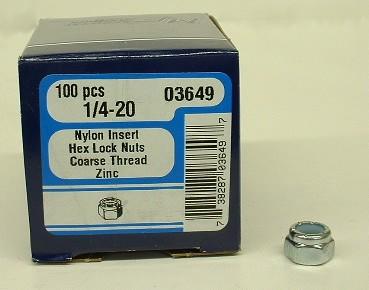 100 pcs 03649
1/4-20
Nylon Insert
Hex Lock Nuts
Coarse Thread
Zinc
7 38287 03649 7